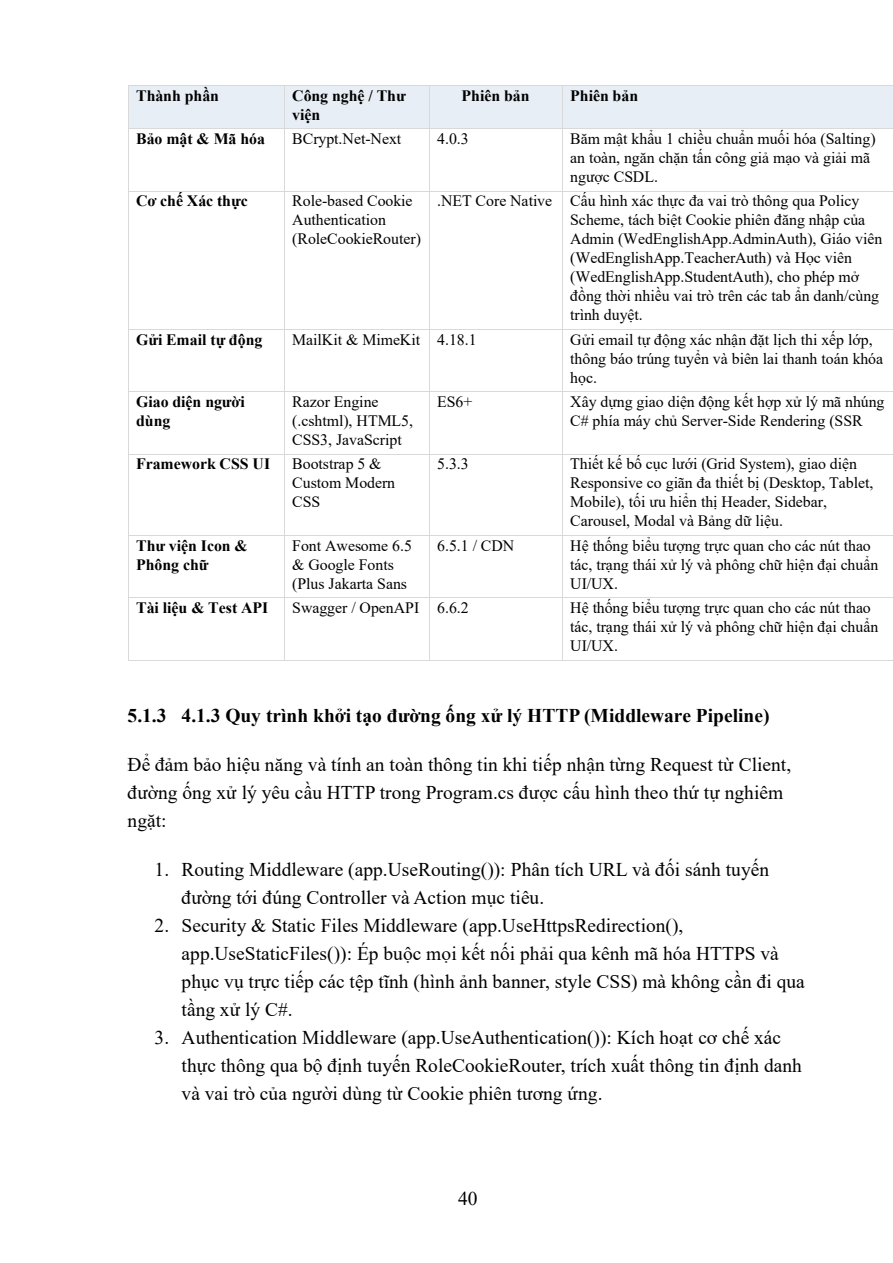 Thành phần
Công nghệ / Thư
viện
Phiên bản
Phiên bản
Bảo mật & Mã hóa
BCrypt.Net-Next
4.0.3
Băm mật khẩu 1 chiều chuẩn muối hóa (Salting)
an toàn, ngăn chặn tấn công giả mạo và giải mã
ngược CSDL.
Cơ chế Xác thực
Role-based Cookie
Authentication
(RoleCookieRouter)
.NET Core Native
Cấu hình xác thực đa vai trò thông qua Policy
Scheme, tách biệt Cookie phiên đăng nhập của
Admin (WedEnglishApp.AdminAuth), Giáo viên
(WedEnglishApp.TeacherAuth) và Học viên
(WedEnglishApp.StudentAuth), cho phép mở
đồng thời nhiều vai trò trên các tab ẩn danh/cùng
trình duyệt.
Gửi Email tự động
MailKit & MimeKit
4.18.1
Gửi email tự động xác nhận đặt lịch thi xếp lớp,
thông báo trúng tuyển và biên lai thanh toán khóa
học.
Giao diện người
dùng
Razor Engine
(.cshtml), HTML5,
CSS3, JavaScript
ES6+
Xây dựng giao diện động kết hợp xử lý mã nhúng
C# phía máy chủ Server-Side Rendering (SSR
Framework CSS UI
Bootstrap 5 &
Custom Modern
CSS
5.3.3
Thiết kế bố cục lưới (Grid System), giao diện
Responsive co giãn đa thiết bị (Desktop, Tablet,
Mobile), tối ưu hiển thị Header, Sidebar,
Carousel, Modal và Bảng dữ liệu.
Thư viện Icon &
Phông chữ
Font Awesome 6.5
& Google Fonts
(Plus Jakarta Sans
6.5.1 / CDN
Hệ thống biểu tượng trực quan cho các nút thao
tác, trạng thái xử lý và phông chữ hiện đại chuẩn
UI/UX.
Tài liệu & Test API
Swagger / OpenAPI
6.6.2
Hệ thống biểu tượng trực quan cho các nút thao
tác, trạng thái xử lý và phông chữ hiện đại chuẩn
UI/UX.
5.1.3 4.1.3 Quy trình khởi tạo đường ống xử lý HTTP (Middleware Pipeline)
Để đảm bảo hiệu năng và tính an toàn thông tin khi tiếp nhận từng Request từ Client,
đường ống xử lý yêu cầu HTTP trong Program.cs được cấu hình theo thứ tự nghiêm
ngặt:
1. Routing Middleware (app.UseRouting()): Phân tích URL và đối sánh tuyến
đường tới đúng Controller và Action mục tiêu.
2. Security & Static Files Middleware (app.UseHttpsRedirection(),
app.UseStaticFiles()): Ép buộc mọi kết nối phải qua kênh mã hóa HTTPS và
phục vụ trực tiếp các tệp tĩnh (hình ảnh banner, style CSS) mà không cần đi qua
tầng xử lý C#.
3. Authentication Middleware (app.UseAuthentication()): Kích hoạt cơ chế xác
thực thông qua bộ định tuyến RoleCookieRouter, trích xuất thông tin định danh
và vai trò của người dùng từ Cookie phiên tương ứng.
40